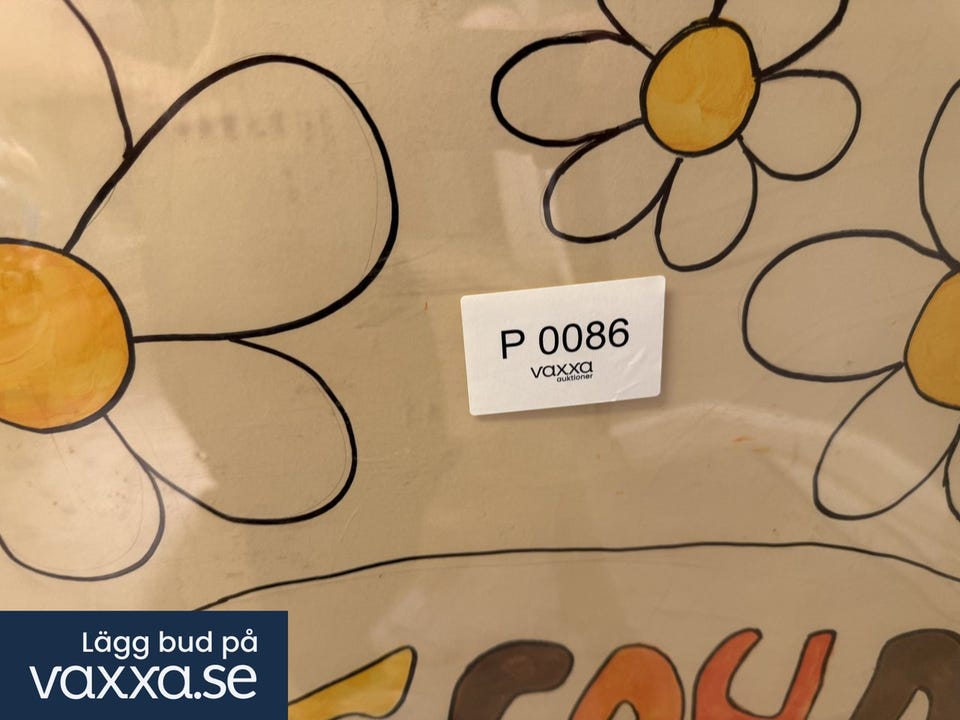 P 0086
vaxxa
auktioner
Lägg bud på
vaxxa.se